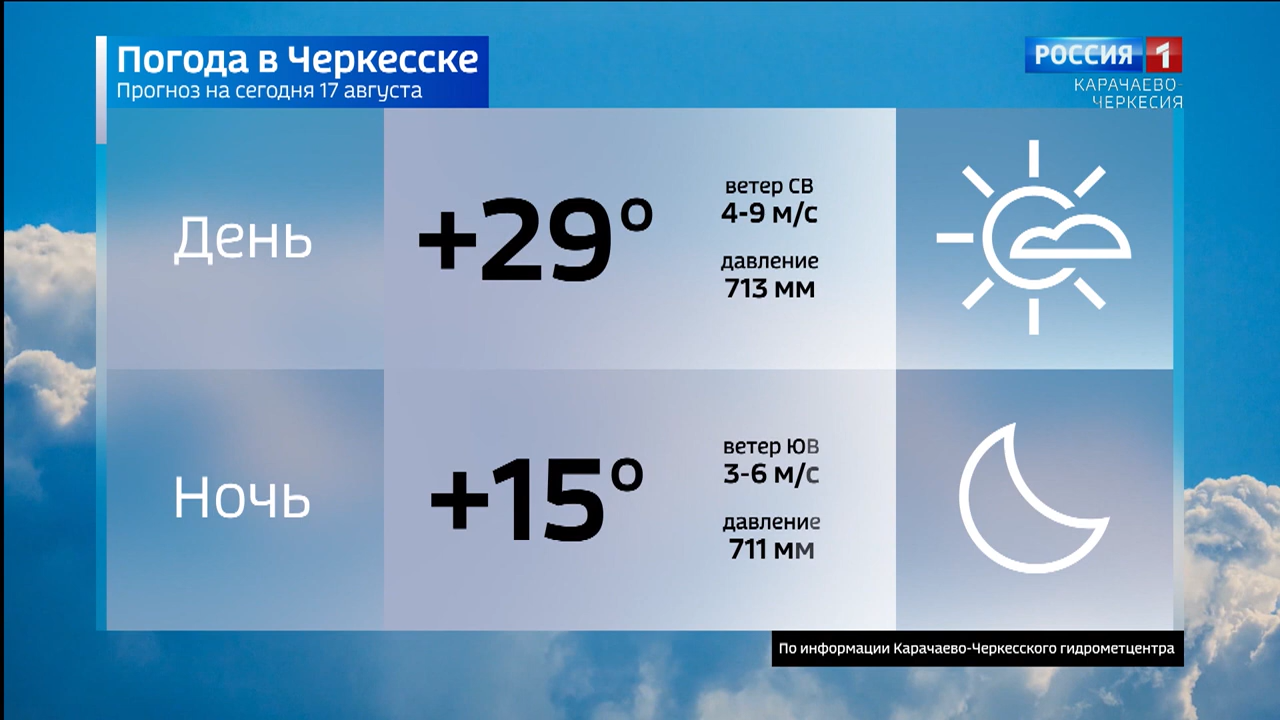 Погода в Черкесске
Прогноз на сегодня 17 августа
РОССИЯ 1
КАРАЧАЕВО-
ЧЕРКЕСИЯ
День
+29°
ветер СВ
4-9 м/с
давление
713 мм
Ночь
+15°
ветер ЮВ
3-6 м/с
давление
711 мм
По информации Карачаево-Черкесского гидрометцентра